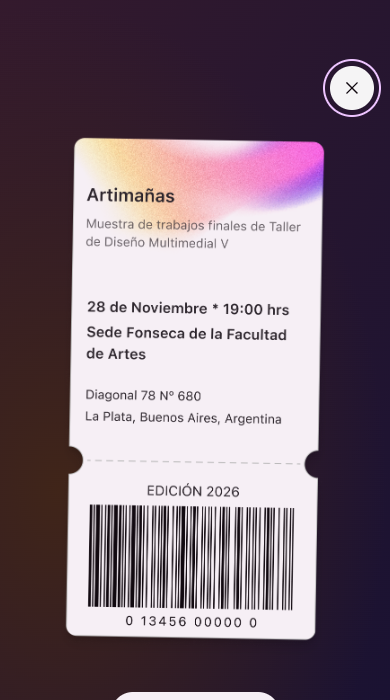 Artimañas
Muestra de trabajos finales de Taller
de Diseño Multimedial V
28 de Noviembre * 19:00 hrs
Sede Fonseca de la Facultad
de Artes
Diagonal 78 Nº 680
La Plata, Buenos Aires, Argentina
EDICIÓN 2026
0 13456 00000 0